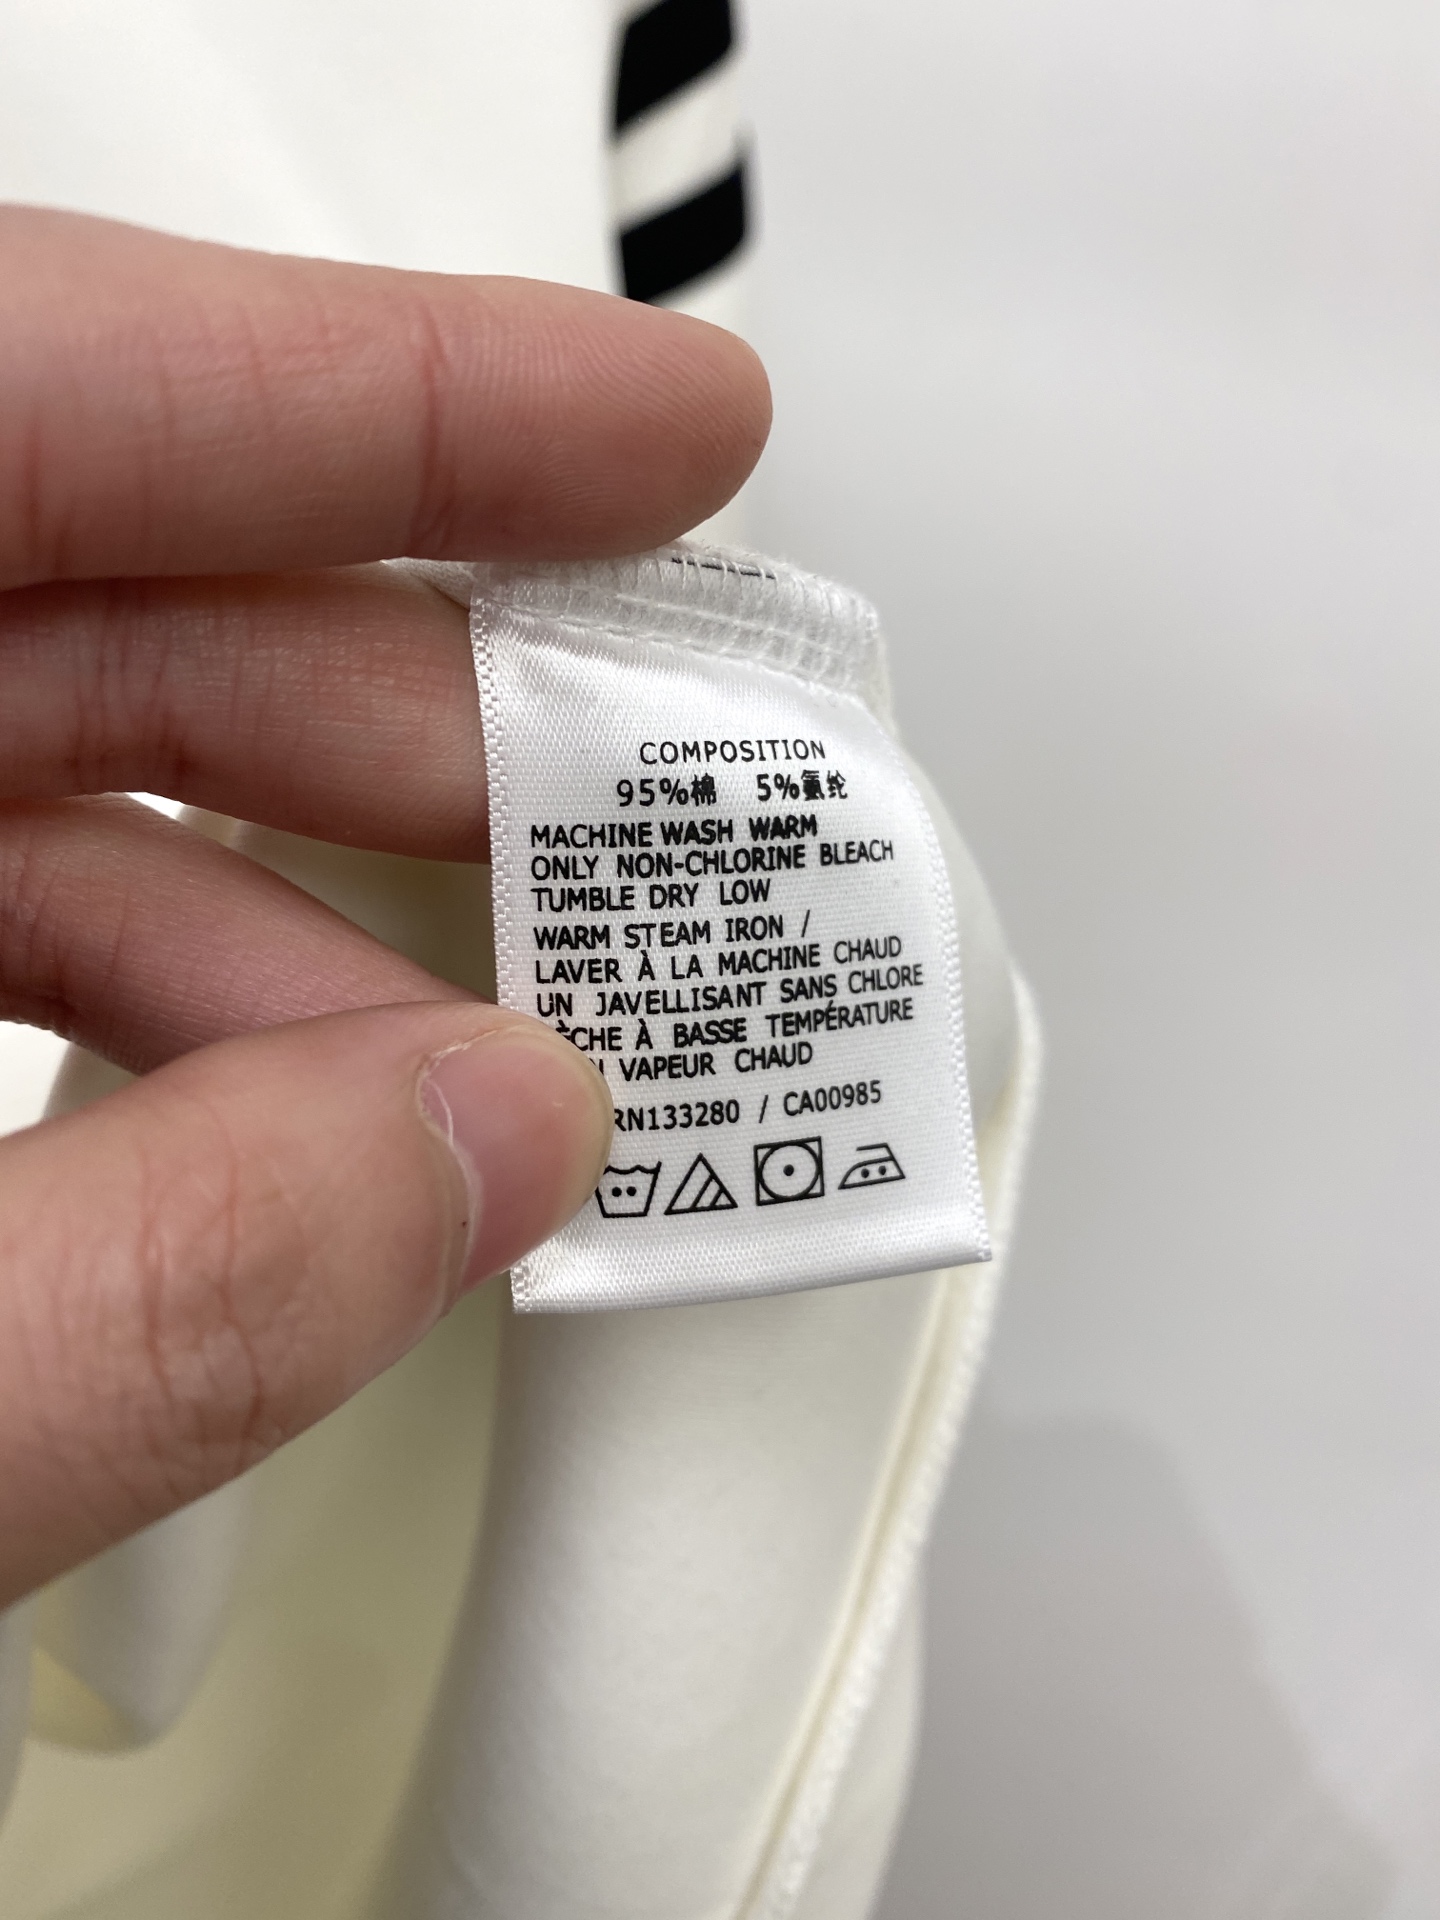 COMPOSITION
95%棉 5%氨纶
MACHINE WASH WARM
ONLY NON-CHLORINE BLEACH
TUMBLE DRY LOW
WARM STEAM IRON /
LAVER À LA MACHINE CHAUD
UN JAVELLISANT SANS CHLORE
ÈCHE À BASSE TEMPÉRATURE
VAPEUR CHAUD
RN133280 / CA00985